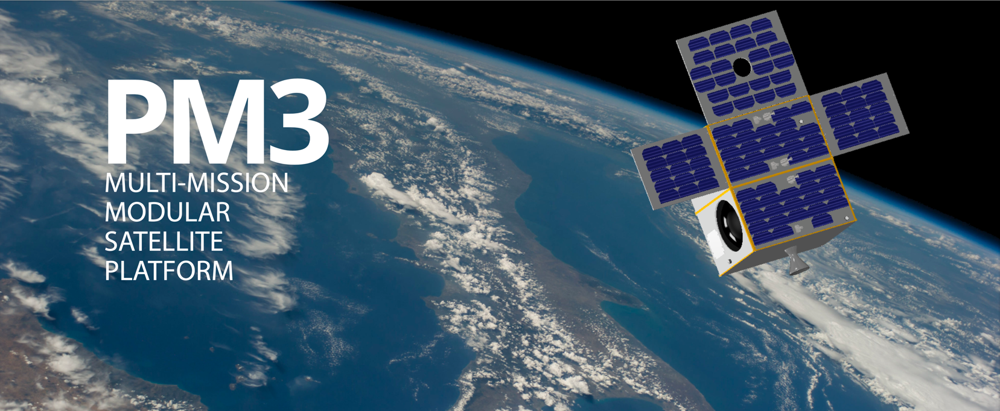 PM3
MULTI-MISSION
MODULAR
SATELLITE
PLATFORM